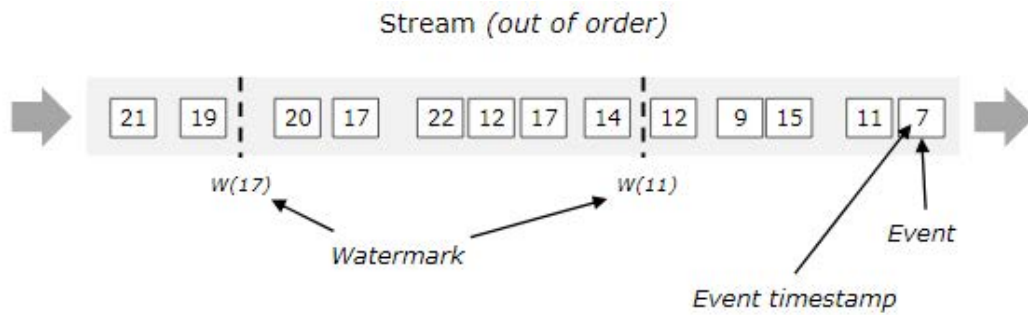 Stream (out of order)
21 19 20 17 22 12 17 14 12 9 15 11 7
W(17) W(11)
Event
Watermark
Event timestamp